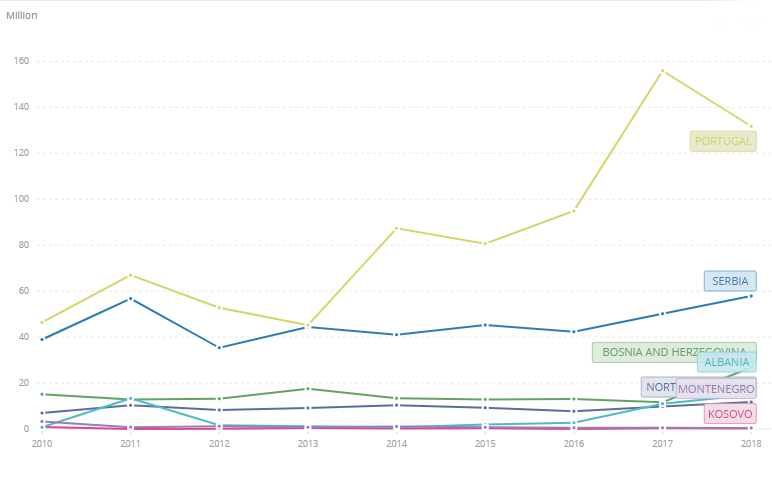 Million
160
140
120
100
80
60
40
20
0
PORTUGAL
SERBIA
BOSNIA AND HERZEGOVINA
ALBANIA
NORT
MONTENEGRO
KOSOVO
2010 2011 2012 2013 2014 2015 2016 2017 2018